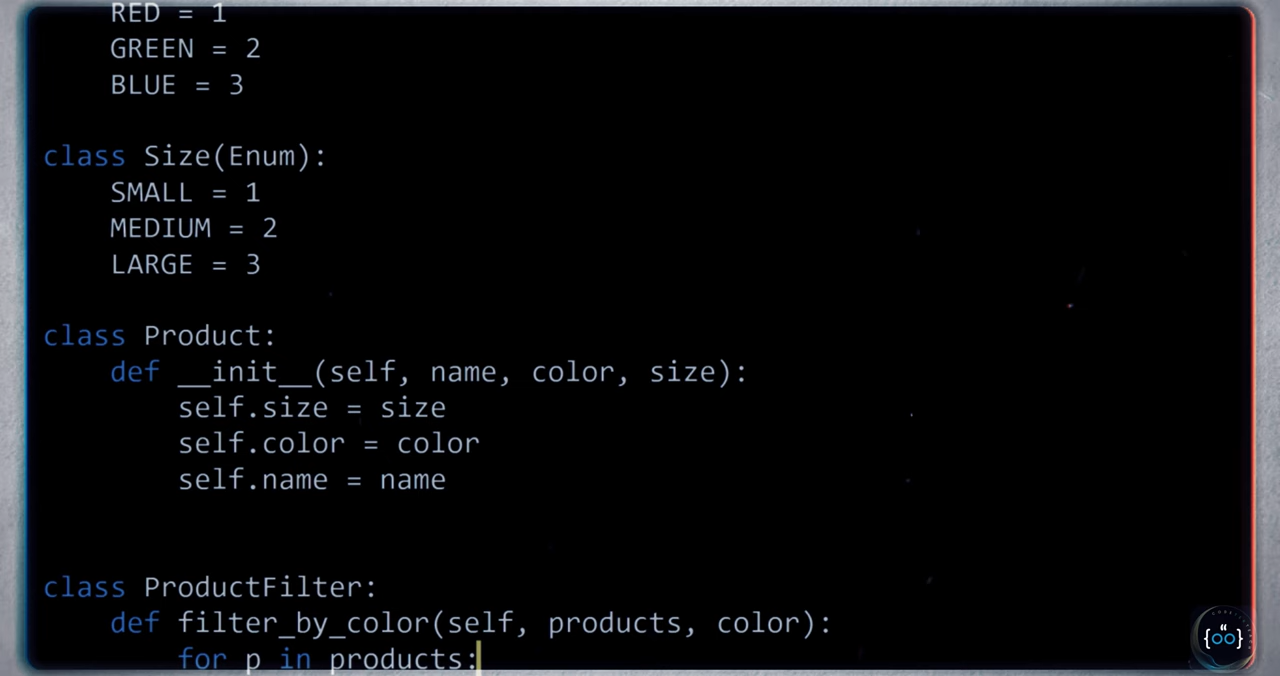 RED = 1
GREEN = 2
BLUE = 3
class Size(Enum):
SMALL = 1
MEDIUM = 2
LARGE = 3
class Product:
def __init__(self, name, color, size):
self.size = size
self.color = color
self.name = name
class ProductFilter:
def filter_by_color(self, products, color):
for p in products: